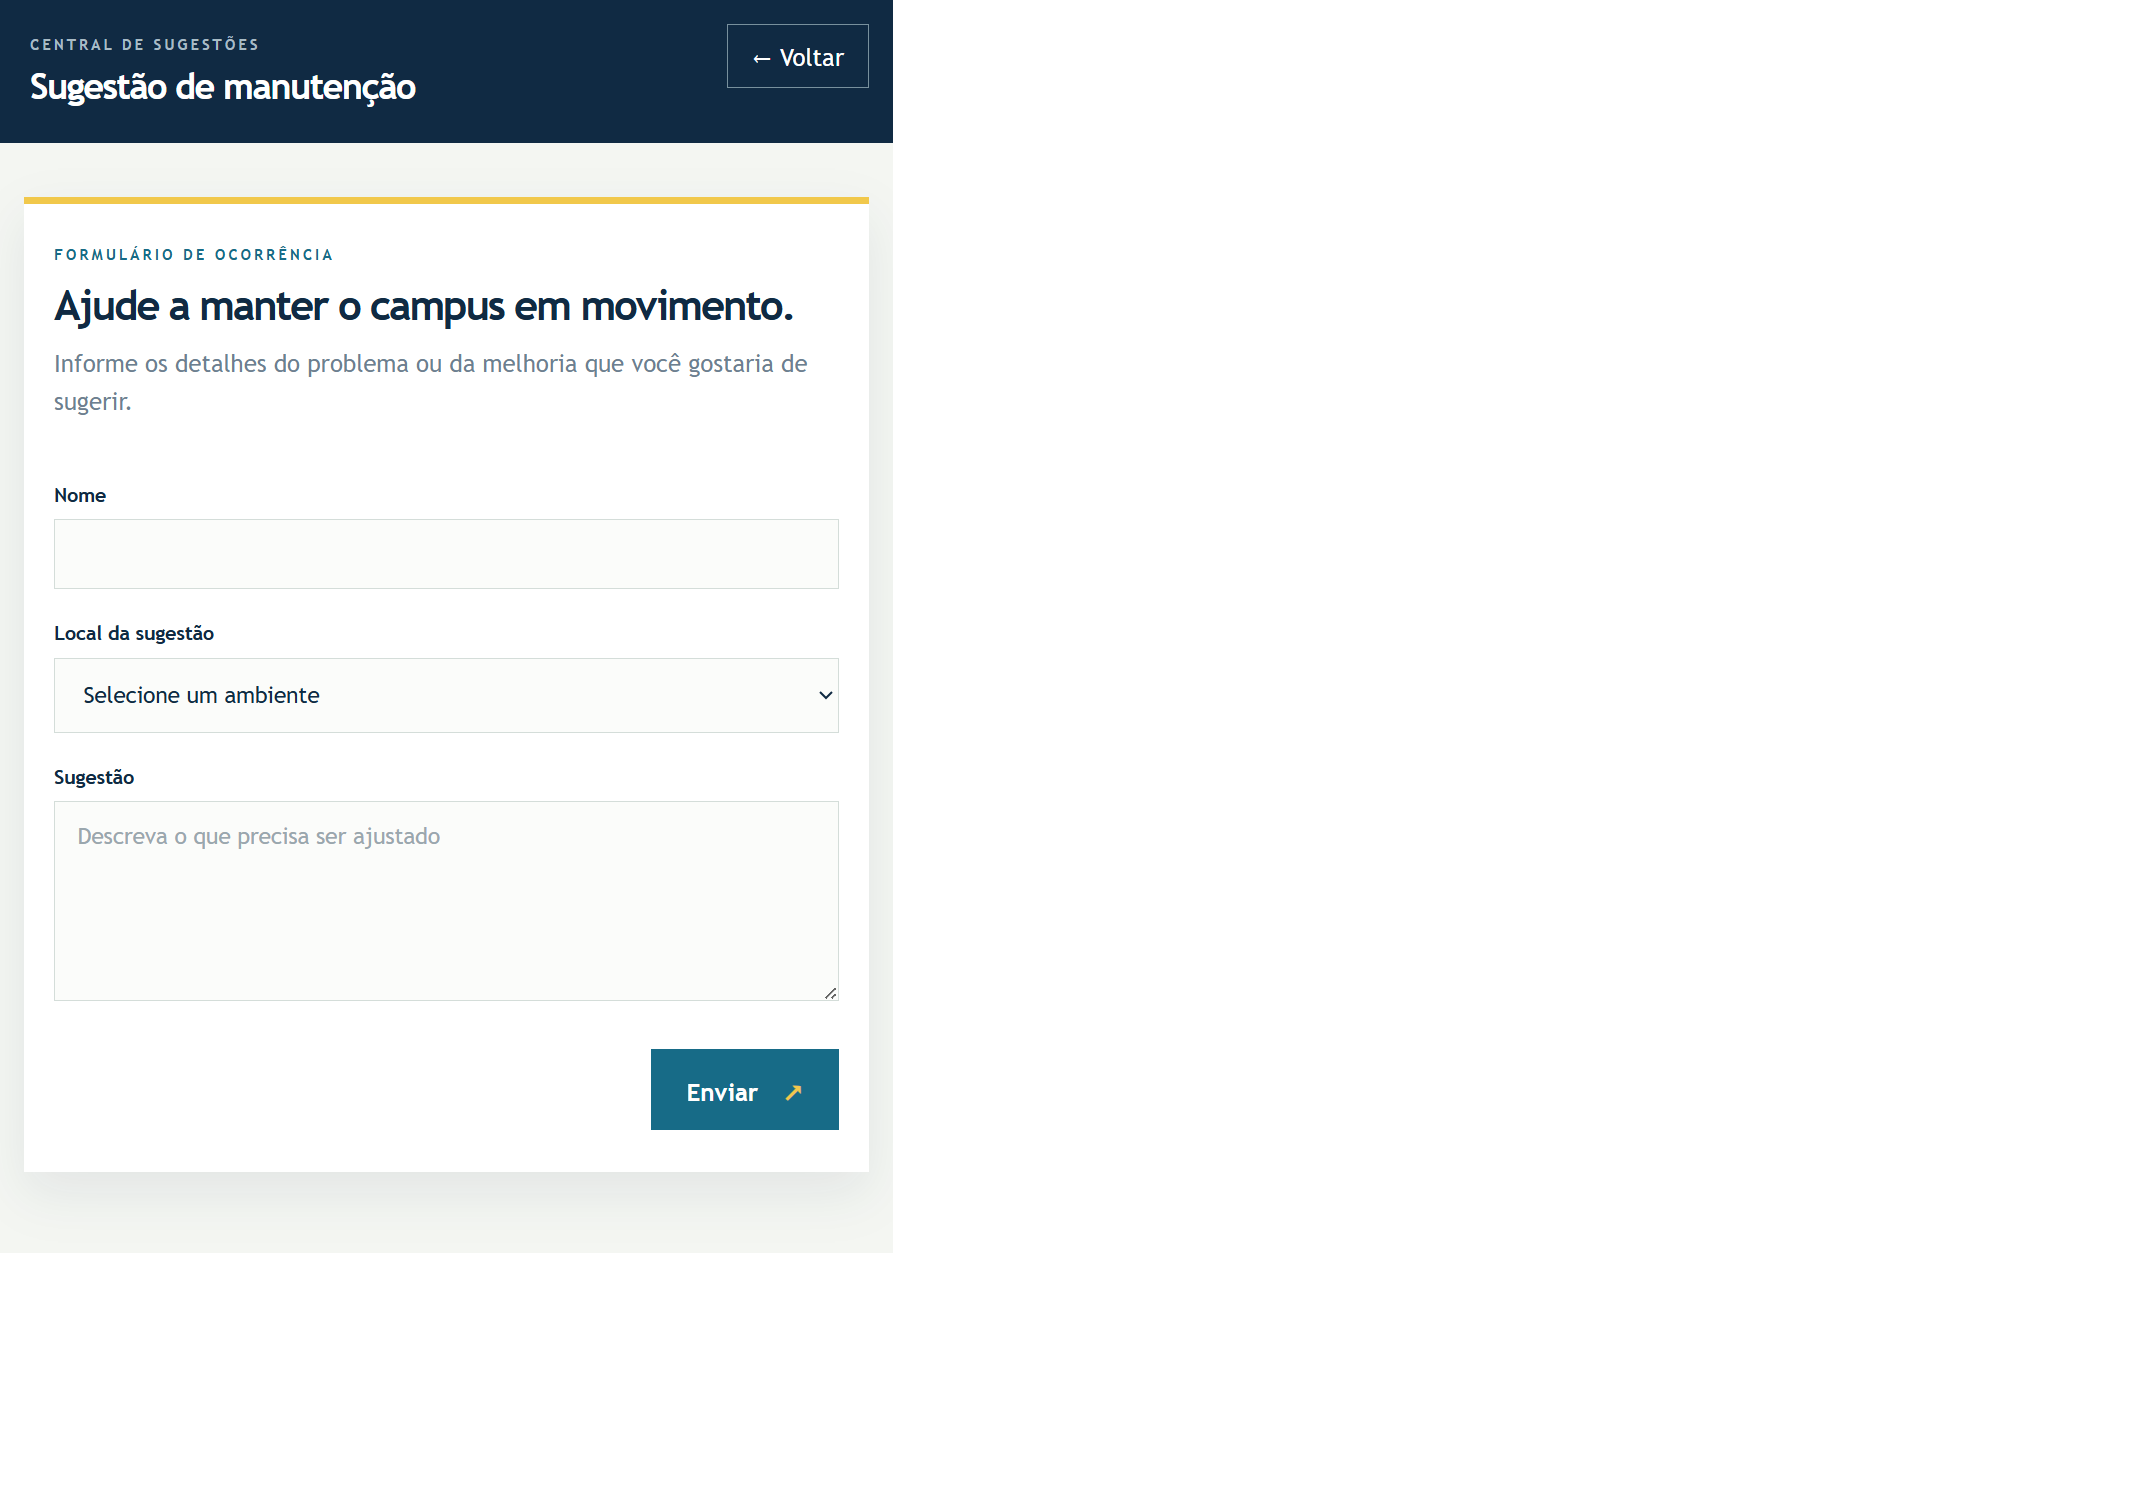 CENTRAL DE SUGESTÕES
Sugestão de manutenção
← Voltar
FORMULÁRIO DE OCORRÊNCIA
Ajude a manter o campus em movimento.
Informe os detalhes do problema ou da melhoria que você gostaria de
sugerir.
Nome
Local da sugestão
Selecione um ambiente
Sugestão
Descreva o que precisa ser ajustado
Enviar ↗